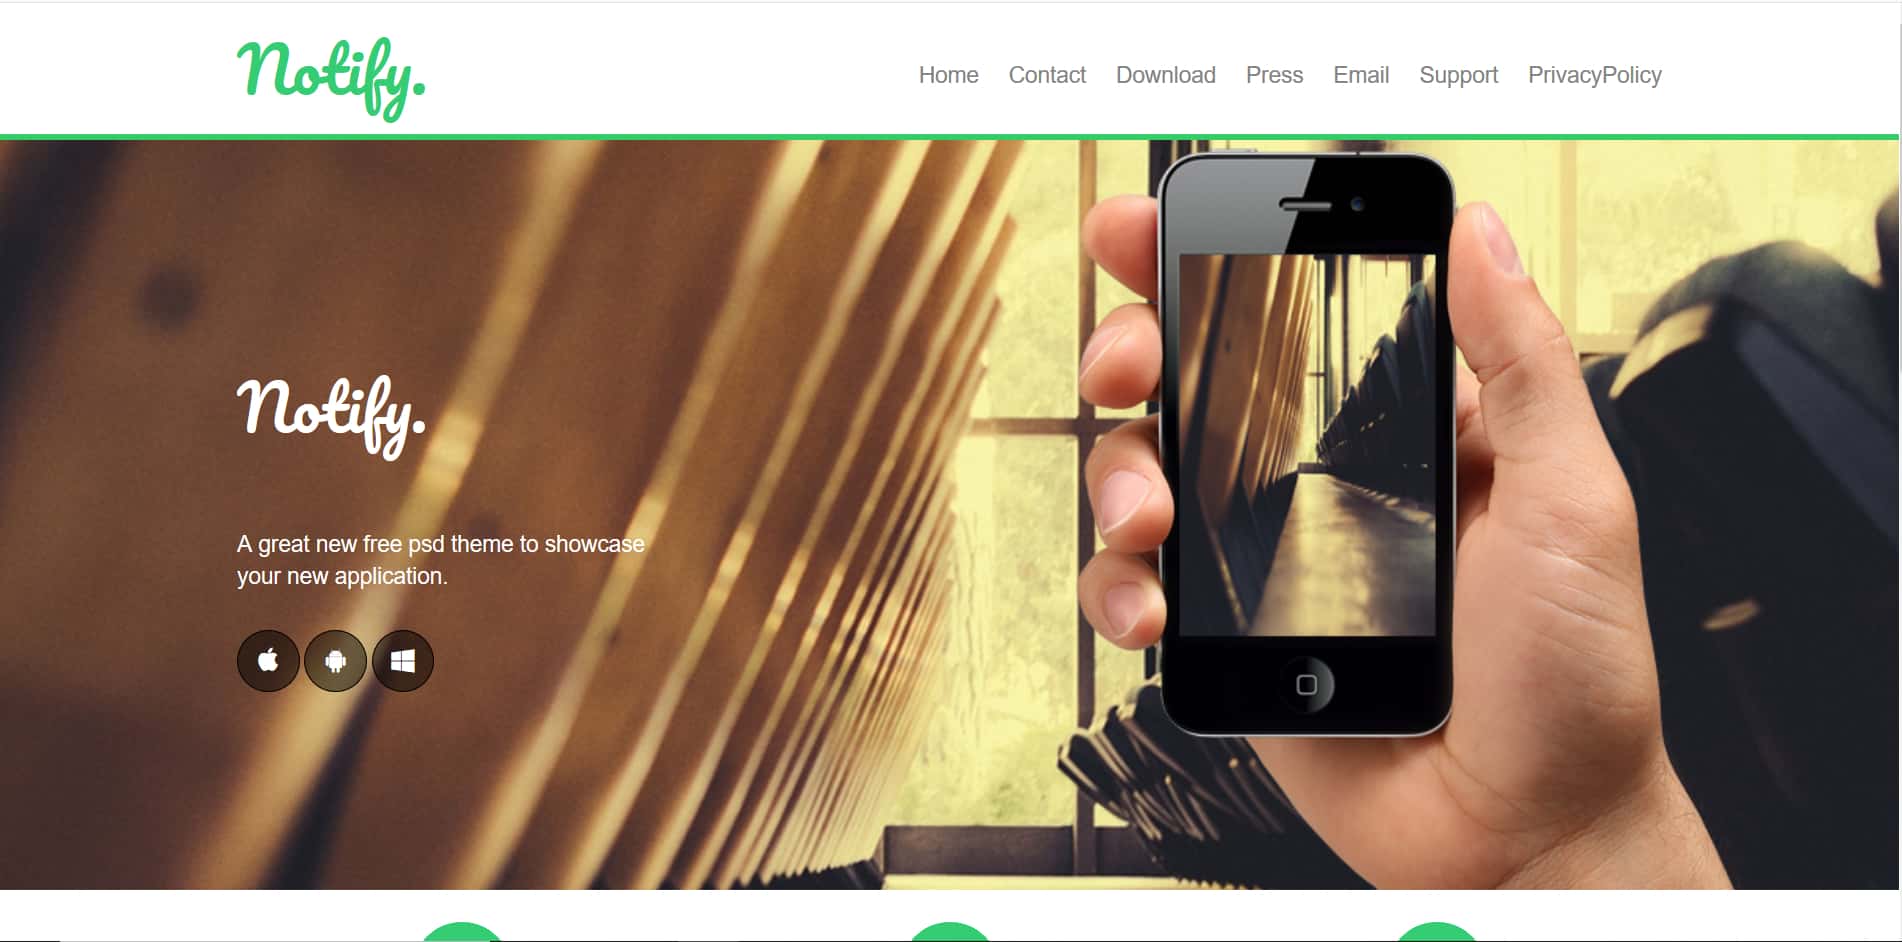 Notify.
Home Contact Download Press Email Support PrivacyPolicy
Notify.
A great new free psd theme to showcase
your new application.